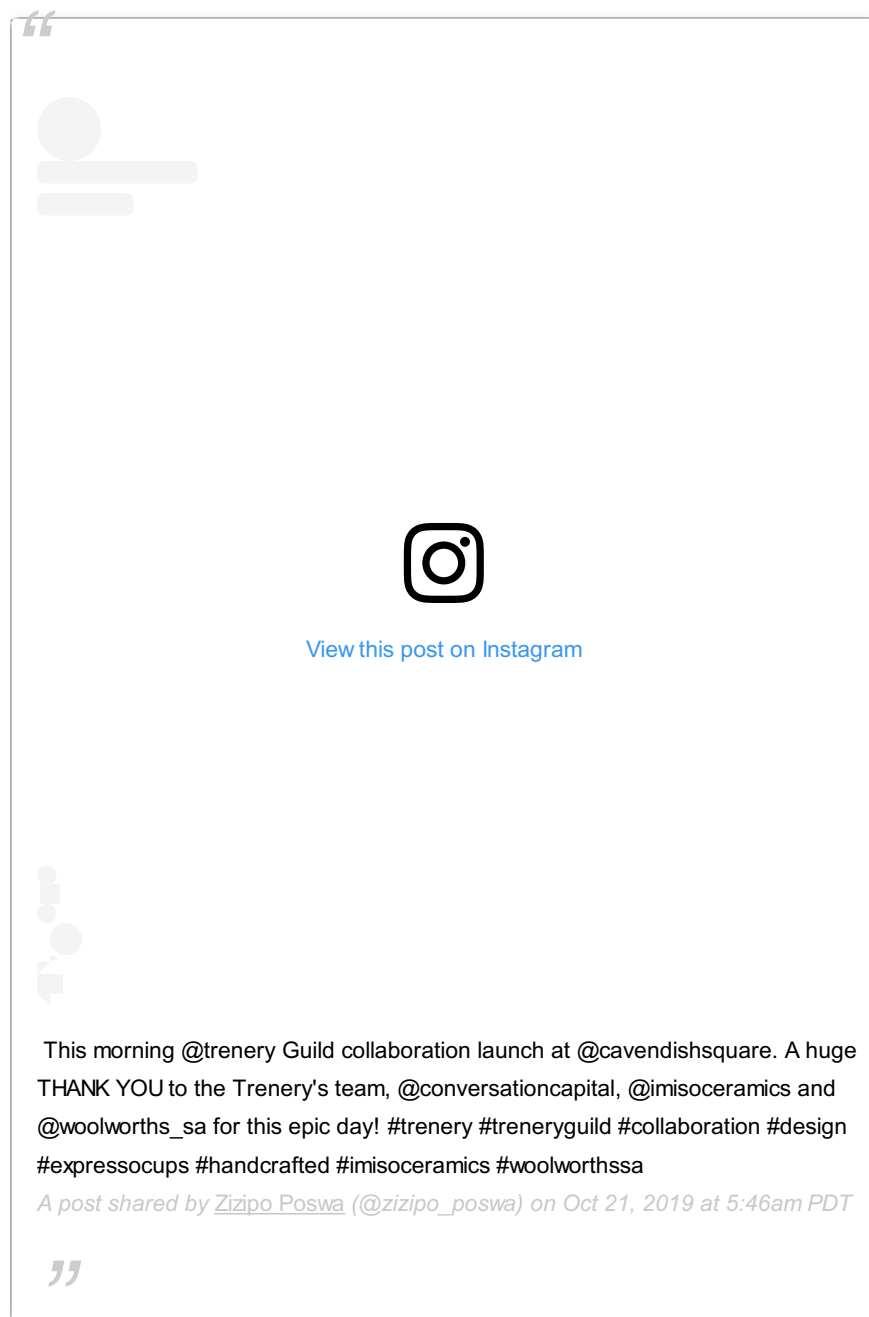 “
View this post on Instagram
This morning @trenery Guild collaboration launch at @cavendishsquare. A huge
THANK YOU to the Trenery's team, @conversationcapital, @imisoceramics and
@woolworths_sa for this epic day! #trenery #treneryguild #collaboration #design
#expressocups #handcrafted #imisoceramics #woolworthssa
A post shared by Zizipo Poswa (@zizipo_poswa) on Oct 21, 2019 at 5:46am PDT
”